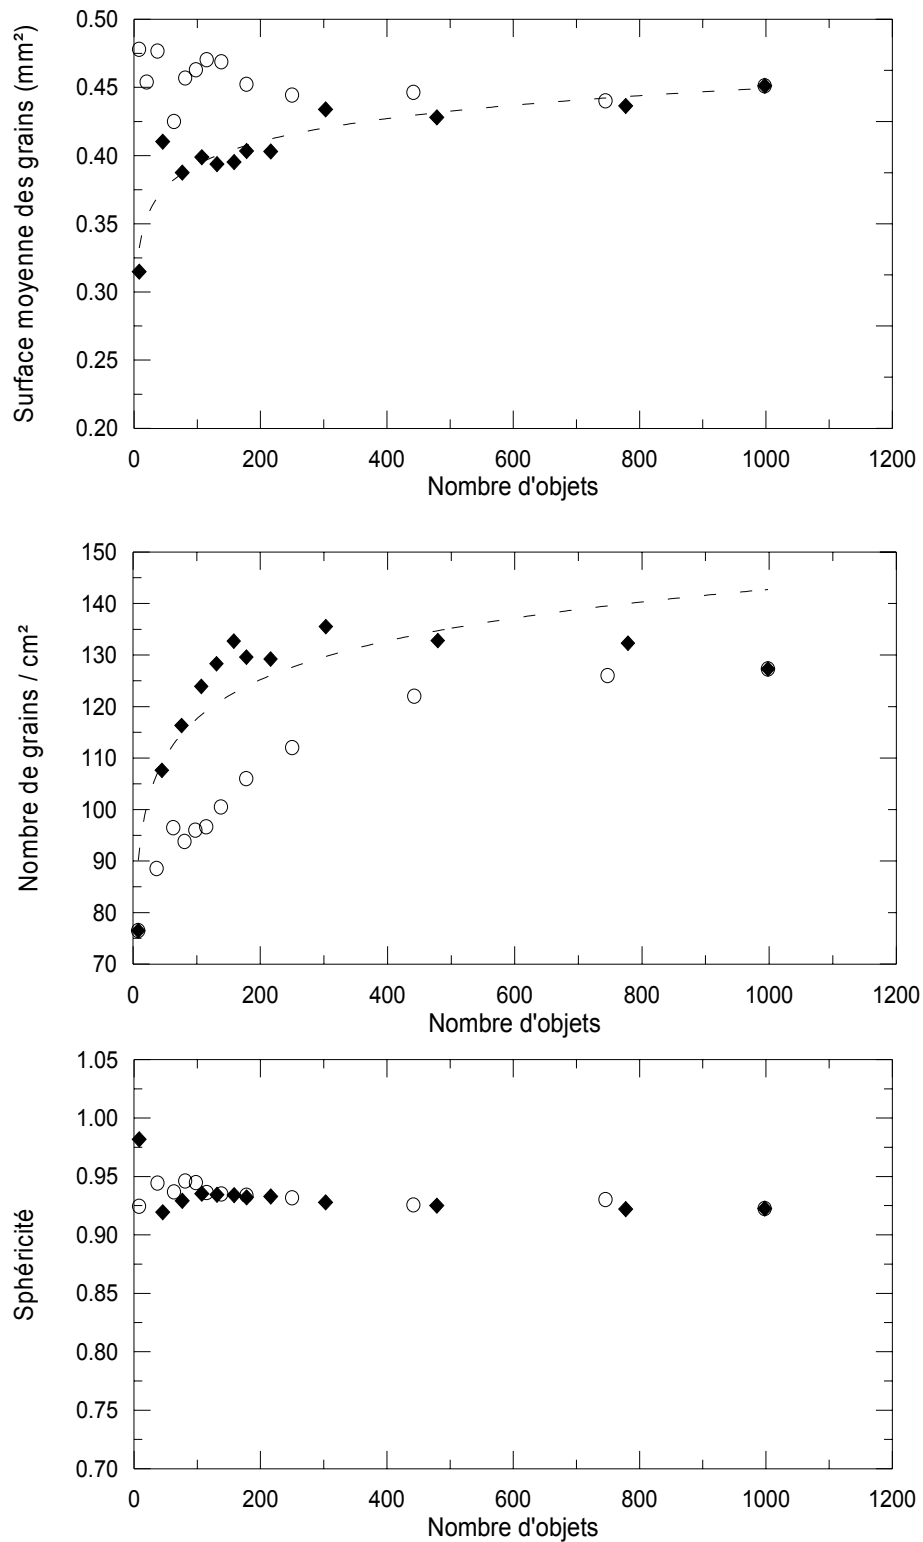 Surface moyenne des grains (mm²)
0.50
0.45
0.40
0.35
0.30
0.25
0.20
0 200 400 600 800 1000 1200
Nombre d'objets
Nombre de grains / cm²
150
140
130
120
110
100
90
80
70
0 200 400 600 800 1000 1200
Nombre d'objets
Sphéricité
1.05
1.00
0.95
0.90
0.85
0.80
0.75
0.70
0 200 400 600 800 1000 1200
Nombre d'objets